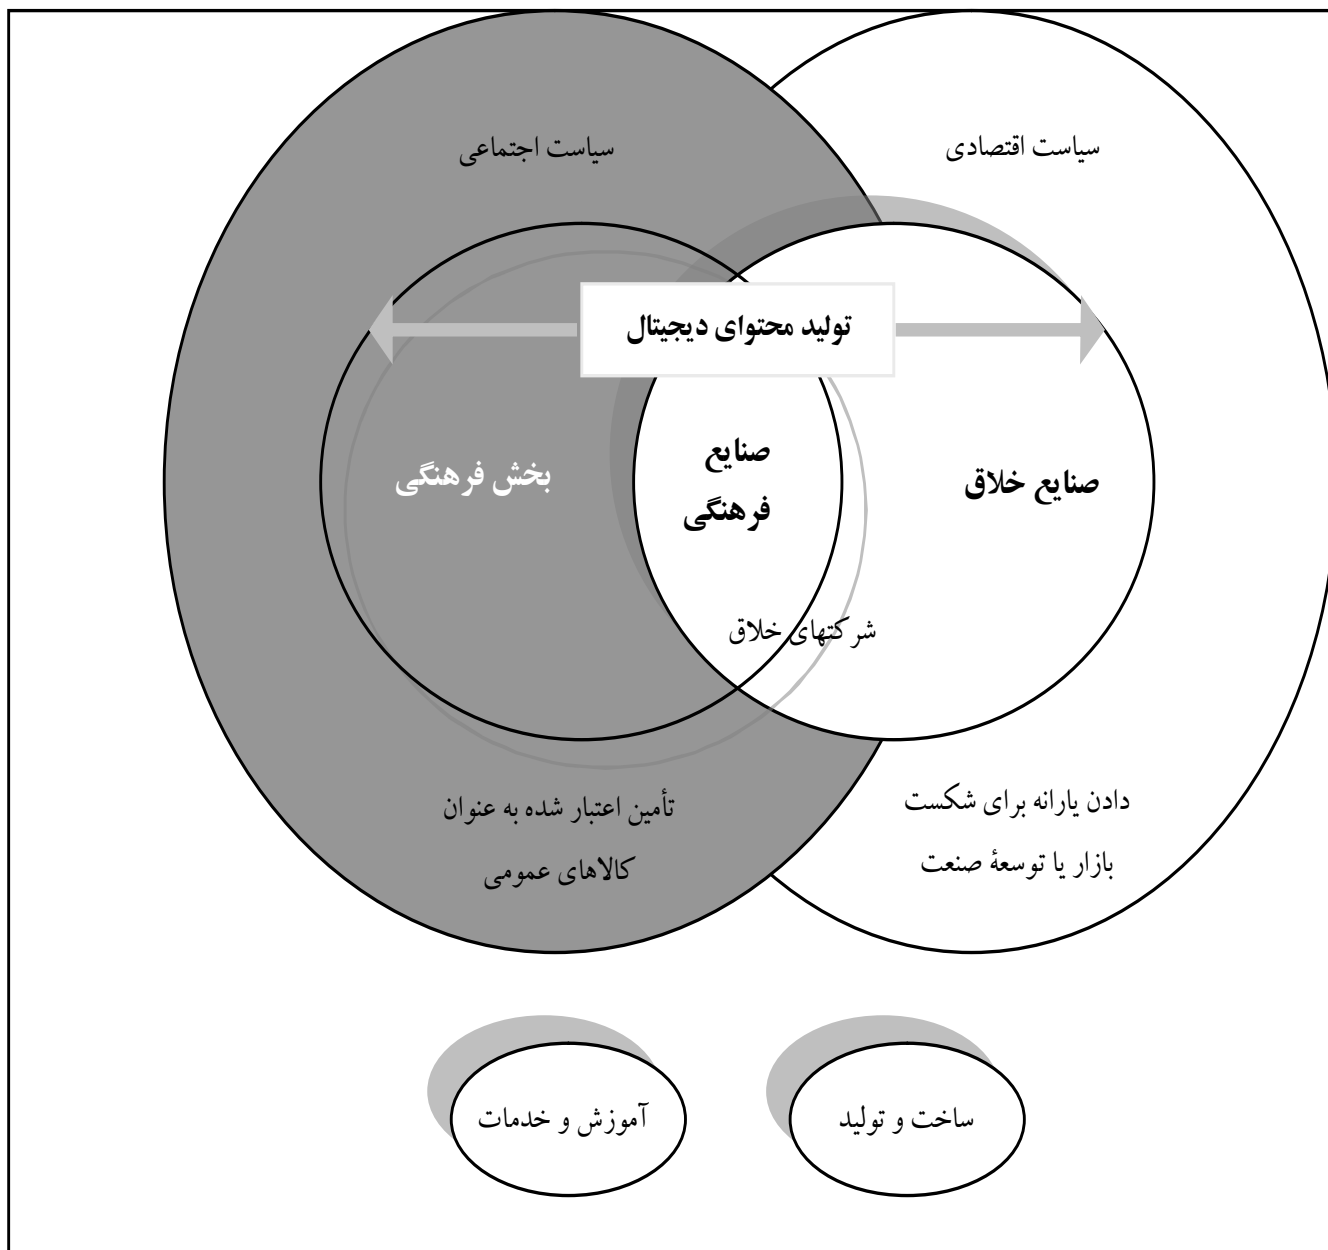 سیاست اقتصادی
سیاست اجتماعی
تولید محتوای دیجیتال
صنایع خلاق
صنایع
فرهنگی
بخش فرهنگی
شرکتهای خلاق
دادن یارانه برای شکست
بازار یا توسعهٔ صنعت
تأمین اعتبار شده به عنوان
کالاهای عمومی
ساخت و تولید
آموزش و خدمات